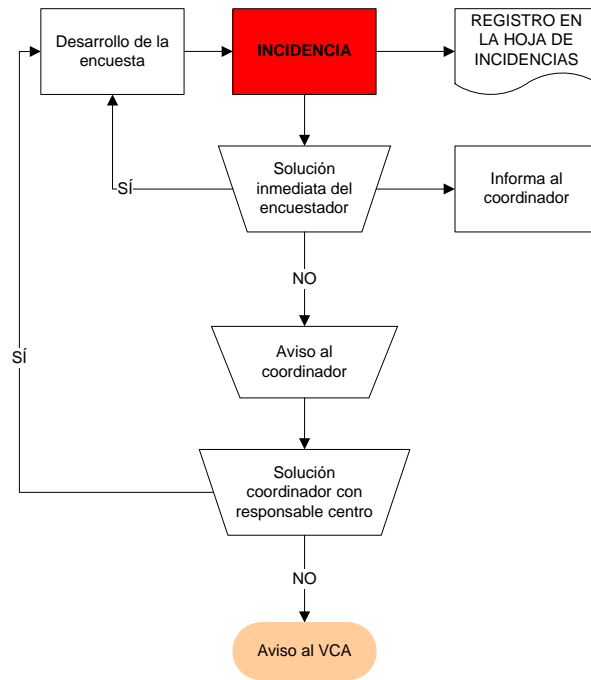 Desarrollo de la
encuesta
INCIDENCIA
REGISTRO EN
LA HOJA DE
INCIDENCIAS
SÍ
Solución
inmediata del
encuestador
Informa al
coordinador
NO
Aviso al
coordinador
SÍ
Solución
coordinador con
responsable centro
NO
Aviso al VCA